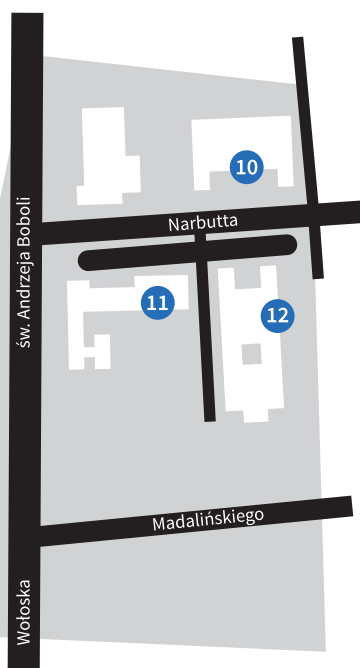 10
Narbutta
św. Andrzeja Boboli
11
12
Madalińskiego
Wołoska